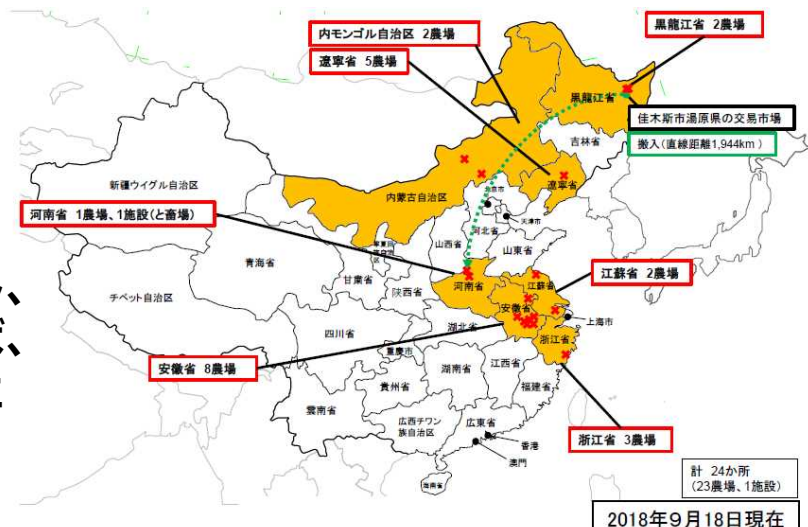 内モンゴル自治区 2農場
黒龍江省 2農場
遼寧省 5農場
黒龍江省
佳木斯市湯原県の交易市場
搬入(直線距離1,944km )
吉林省
新疆ウイグル自治区
内蒙古自治区
遼寧省
北京市
天津市
河北省
河南省 1農場、1施設(と畜場)
山西省
山東省
寧夏回族自治区
青海省
甘粛省
陝西省
河南省
江蘇省
江蘇省 2農場
チベット自治区
安徽省
上海市
湖北省
四川省
重慶市
浙江省
安徽省 8農場
湖南省
江西省
貴州省
福建省
雲南省
広西チワン
族自治区
広東省
香港
澳門
浙江省 3農場
海南省
計 24か所
(23農場、1施設)
2018年9月18日現在